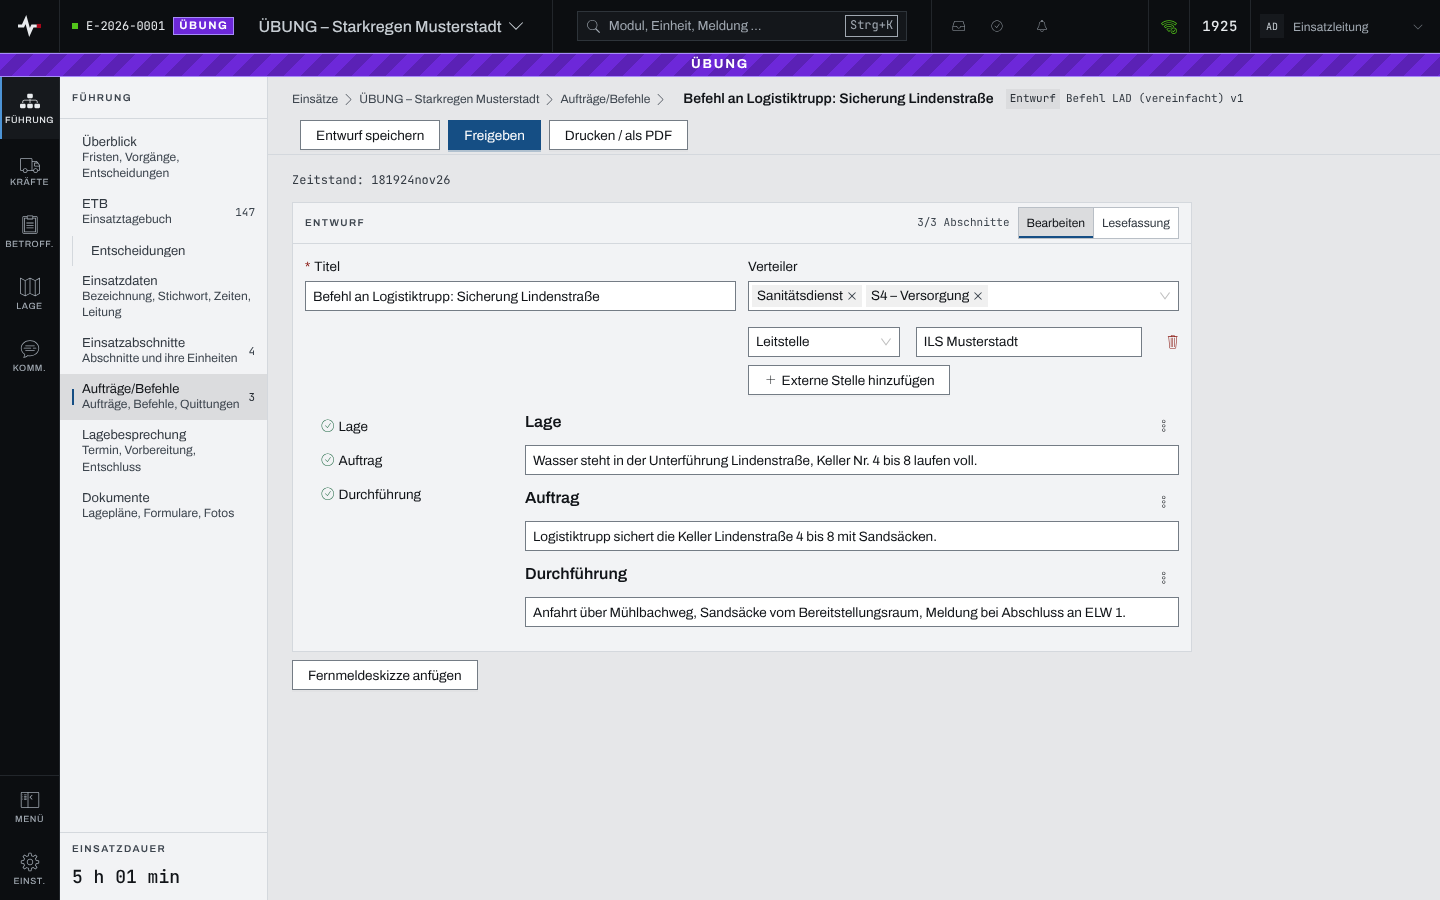 E-2026-0001 ÜBUNG ÜBUNG – Starkregen Musterstadt Modul, Einheit, Meldung ... Strg+K 1925 AD Einsatzleitung
ÜBUNG
FÜHRUNG
KRÄFTE
BETROFF.
LAGE
KOMM.
MENÜ
EINST.
FÜHRUNG
Überblick
Fristen, Vorgänge,
Entscheidungen
ETB
Einsatztagebuch
147
Entscheidungen
Einsatzdaten
Bezeichnung, Stichwort, Zeiten,
Leitung
Einsatzabschnitte
Abschnitte und ihre Einheiten
4
Aufträge/Befehle
Aufträge, Befehle, Quittungen
3
Lagebesprechung
Termin, Vorbereitung,
Entschluss
Dokumente
Lagepläne, Formulare, Fotos
EINSATZDAUER
5 h 01 min
Einsätze ÜBUNG – Starkregen Musterstadt Aufträge/Befehle Befehl an Logistiktrupp: Sicherung Lindenstraße Entwurf Befehl LAD (vereinfacht) v1
Entwurf speichern Freigeben Drucken / als PDF
Zeitstand: 181924nov26
ENTWURF 3/3 Abschnitte Bearbeiten Lesefassung
* Titel
Befehl an Logistiktrupp: Sicherung Lindenstraße
Verteiler
Sanitätsdienst S4 – Versorgung
Leitstelle ILS Musterstadt
Externe Stelle hinzufügen
Lage
Auftrag
Durchführung
Lage
Wasser steht in der Unterführung Lindenstraße, Keller Nr. 4 bis 8 laufen voll.
Auftrag
Logistiktrupp sichert die Keller Lindenstraße 4 bis 8 mit Sandsäcken.
Durchführung
Anfahrt über Mühlbachweg, Sandsäcke vom Bereitstellungsraum, Meldung bei Abschluss an ELW 1.
Fernmeldeskizze anfügen